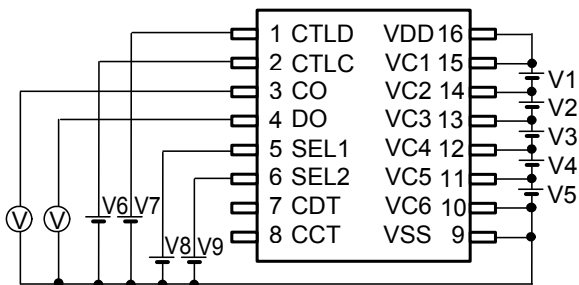 1 CTLD VDD 16
2 CTLC VC1 15
3 CO VC2 14
4 DO VC3 13
5 SEL1 VC4 12
6 SEL2 VC5 11
7 CDT VC6 10
8 CCT VSS 9
V1
V2
V3
V4
V5
V V V6 V7
V8 V9